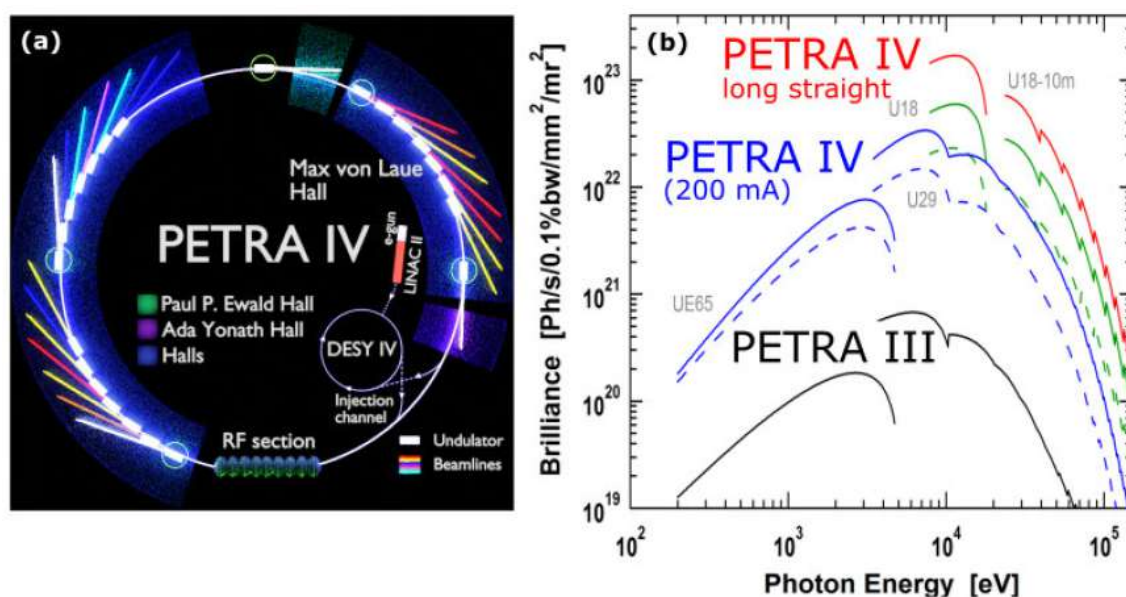 (a)
Max von Laue
Hall
PETRA IV
e-gun
LINAC II
Paul P. Ewald Hall
Ada Yonath Hall
Halls
DESY IV
Injection
channel
RF section
Undulator
Beamlines
(b)
Brilliance [Ph/s/0.1%bw/mm²/mr²]
10²³
10²²
10²¹
10²⁰
10¹⁹
PETRA IV
long straight
U18-10m
U18
PETRA IV
(200 mA)
U29
UE65
PETRA III
10² 10³ 10⁴ 10⁵
Photon Energy [eV]